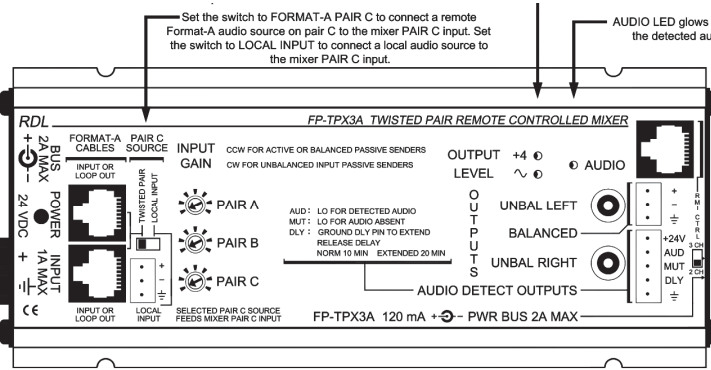 Set the switch to FORMAT-A PAIR C to connect a remote
Format-A audio source on pair C to the mixer PAIR C input. Set
the switch to LOCAL INPUT to connect a local audio source to
the mixer PAIR C input.
AUDIO LED glows
the detected au
RDL
FP-TPX3A TWISTED PAIR REMOTE CONTROLLED MIXER
+ BUS
2A MAX
POWER
24 VDC
INPUT
+ 1A MAX
CE
FORMAT-A
CABLES
INPUT OR
LOOP OUT
INPUT OR
LOOP OUT
PAIR C
SOURCE
TWISTED PAIR
LOCAL INPUT
+
-
LOCAL
INPUT
INPUT
GAIN
CCW FOR ACTIVE OR BALANCED PASSIVE SENDERS
CW FOR UNBALANCED INPUT PASSIVE SENDERS
PAIR A
PAIR B
PAIR C
SELECTED PAIR C SOURCE
FEEDS MIXER PAIR C INPUT
AUD: LO FOR DETECTED AUDIO
MUT: LO FOR AUDIO ABSENT
DLY: GROUND DLY PIN TO EXTEND
RELEASE DELAY
NORM 10 MIN EXTENDED 20 MIN
OUTPUT +4
LEVEL
AUDIO
OUTPUTS
UNBAL LEFT
BALANCED
UNBAL RIGHT
AUDIO DETECT OUTPUTS
+
-
+24V
AUD
MUT
DLY
RMI CTRL
3 CH
2 CH
FP-TPX3A 120 mA + - PWR BUS 2A MAX